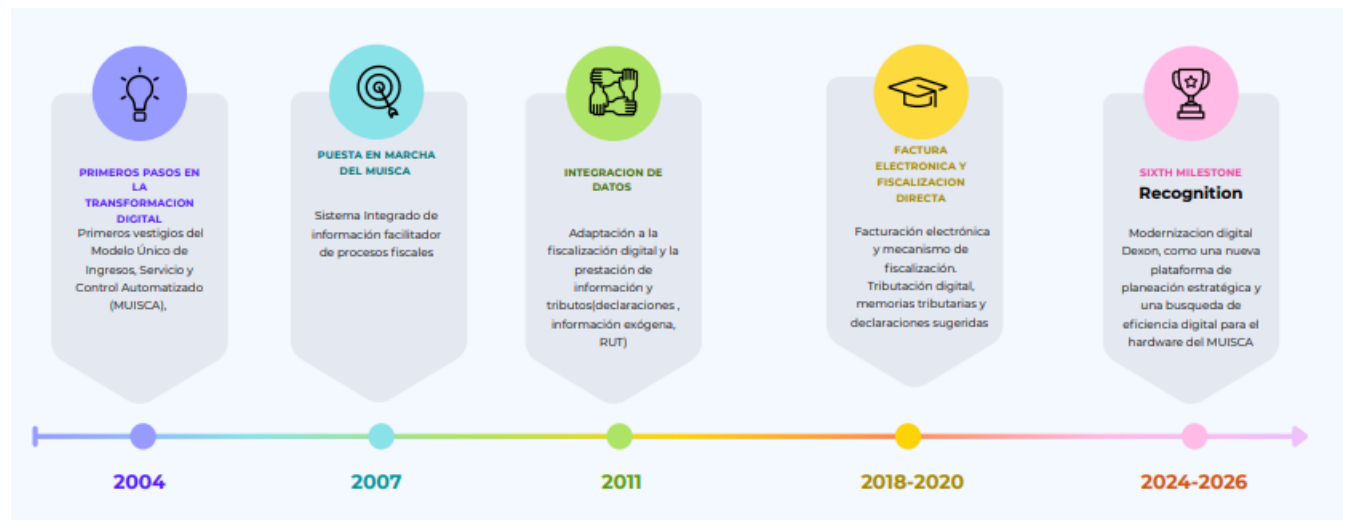 PRIMEROS PASOS EN
LA
TRANSFORMACION
DIGITAL
Primeros vestigios del
Modelo Único de
Ingresos, Servicio y
Control Automatizado
(MUISCA),
PUESTA EN MARCHA
DEL MUISCA
Sistema Integrado de
información facilitador
de procesos fiscales
INTEGRACION DE
DATOS
Adaptación a la
fiscalización digital y la
prestación de
información y
tributos(declaraciones ,
información exógena,
RUT)
FACTURA
ELECTRONICA Y
FISCALIZACION
DIRECTA
Facturación electrónica
y mecanismo de
fiscalización.
Tributación digital,
memorias tributarias y
declaraciones sugeridas
SIXTH MILESTONE
Recognition
Modernizacion digital
Dexon, como una nueva
plataforma de
planeación estratégica y
una busqueda de
eficiencia digital para el
hardware del MUISCA
2004
2007
2011
2018-2020
2024-2026